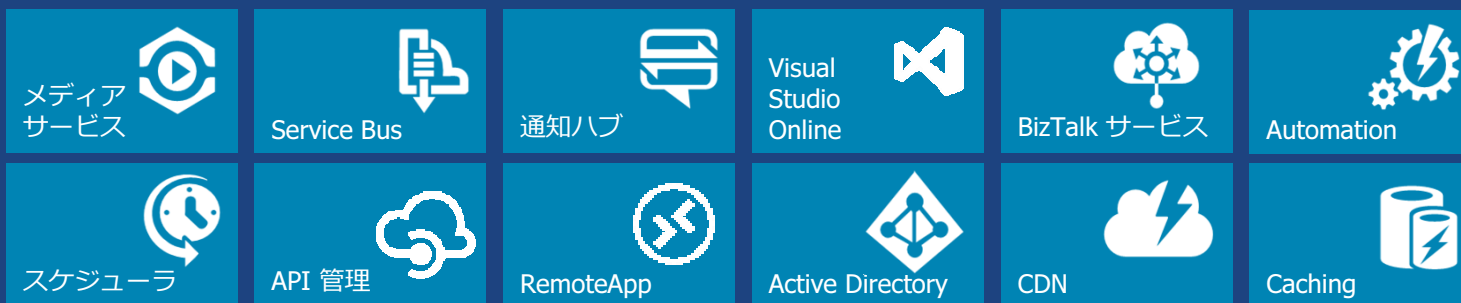 メディア
サービス
Service Bus
通知ハブ
Visual
Studio
Online
BizTalk サービス
Automation
スケジューラ
API 管理
RemoteApp
Active Directory
CDN
Caching